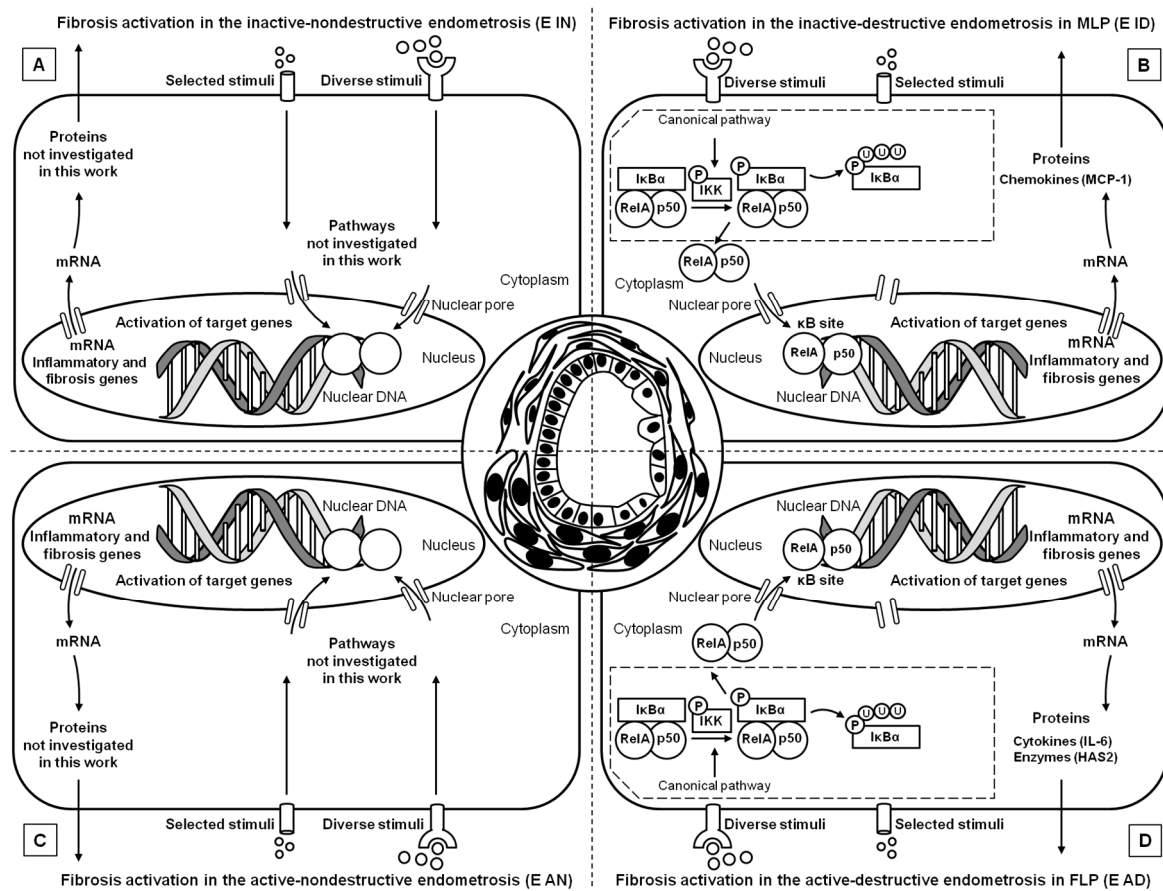 Fibrosis activation in the inactive-nondestructive endometrosis (E IN)
A
Selected stimuli
Diverse stimuli
Proteins
not investigated
in this work
Pathways
not investigated
in this work
mRNA
Cytoplasm
Nuclear pore
Activation of target genes
mRNA
Inflammatory and
fibrosis genes
Nucleus
Nuclear DNA
Fibrosis activation in the inactive-destructive endometrosis in MLP (E ID)
B
Diverse stimuli
Selected stimuli
Canonical pathway
P
P
P
U
U
U
IκBα
IKK
IκBα
IκBα
RelA
p50
RelA
p50
Proteins
Chemokines (MCP-1)
RelA
p50
Cytoplasm
mRNA
Nuclear pore
κB site
Activation of target genes
mRNA
Inflammatory and
fibrosis genes
Nucleus
RelA
p50
Nuclear DNA
mRNA
Inflammatory and
fibrosis genes
Nuclear DNA
Nucleus
Activation of target genes
Nuclear pore
Cytoplasm
mRNA
Pathways
not investigated
in this work
Proteins
not investigated
in this work
Selected stimuli
Diverse stimuli
C
Fibrosis activation in the active-nondestructive endometrosis (E AN)
Nuclear DNA
Nucleus
RelA
p50
mRNA
Inflammatory and
fibrosis genes
κB site
Activation of target genes
Nuclear pore
Cytoplasm
RelA
p50
mRNA
P
P
P
U
U
U
IκBα
IKK
IκBα
IκBα
RelA
p50
RelA
p50
Canonical pathway
Proteins
Cytokines (IL-6)
Enzymes (HAS2)
Diverse stimuli
Selected stimuli
D
Fibrosis activation in the active-destructive endometrosis in FLP (E AD)